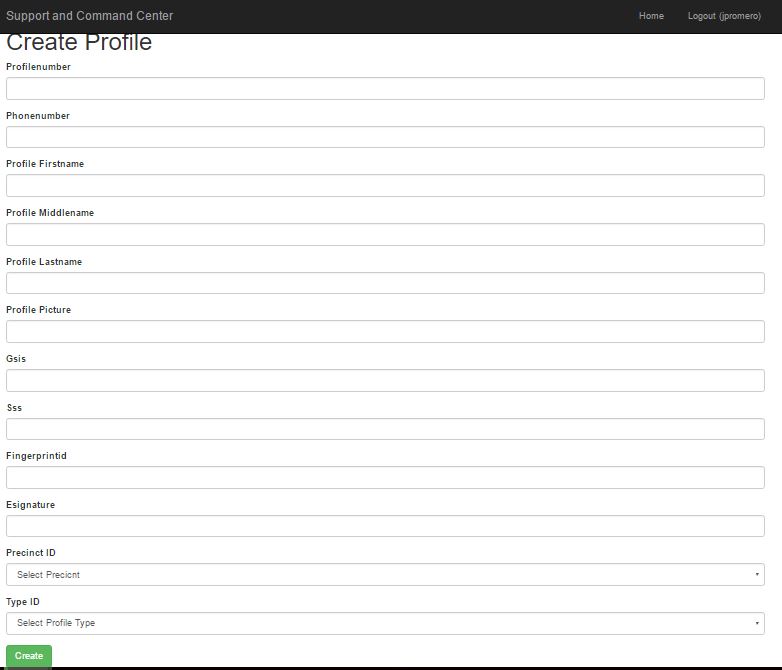 Support and Command Center
Home
Logout (jpromero)
Create Profile
Profilenumber
Phonenumber
Profile Firstname
Profile Middlename
Profile Lastname
Profile Picture
Gsis
Sss
Fingerprintid
Esignature
Precinct ID
Select Precicnt
Type ID
Select Profile Type
Create